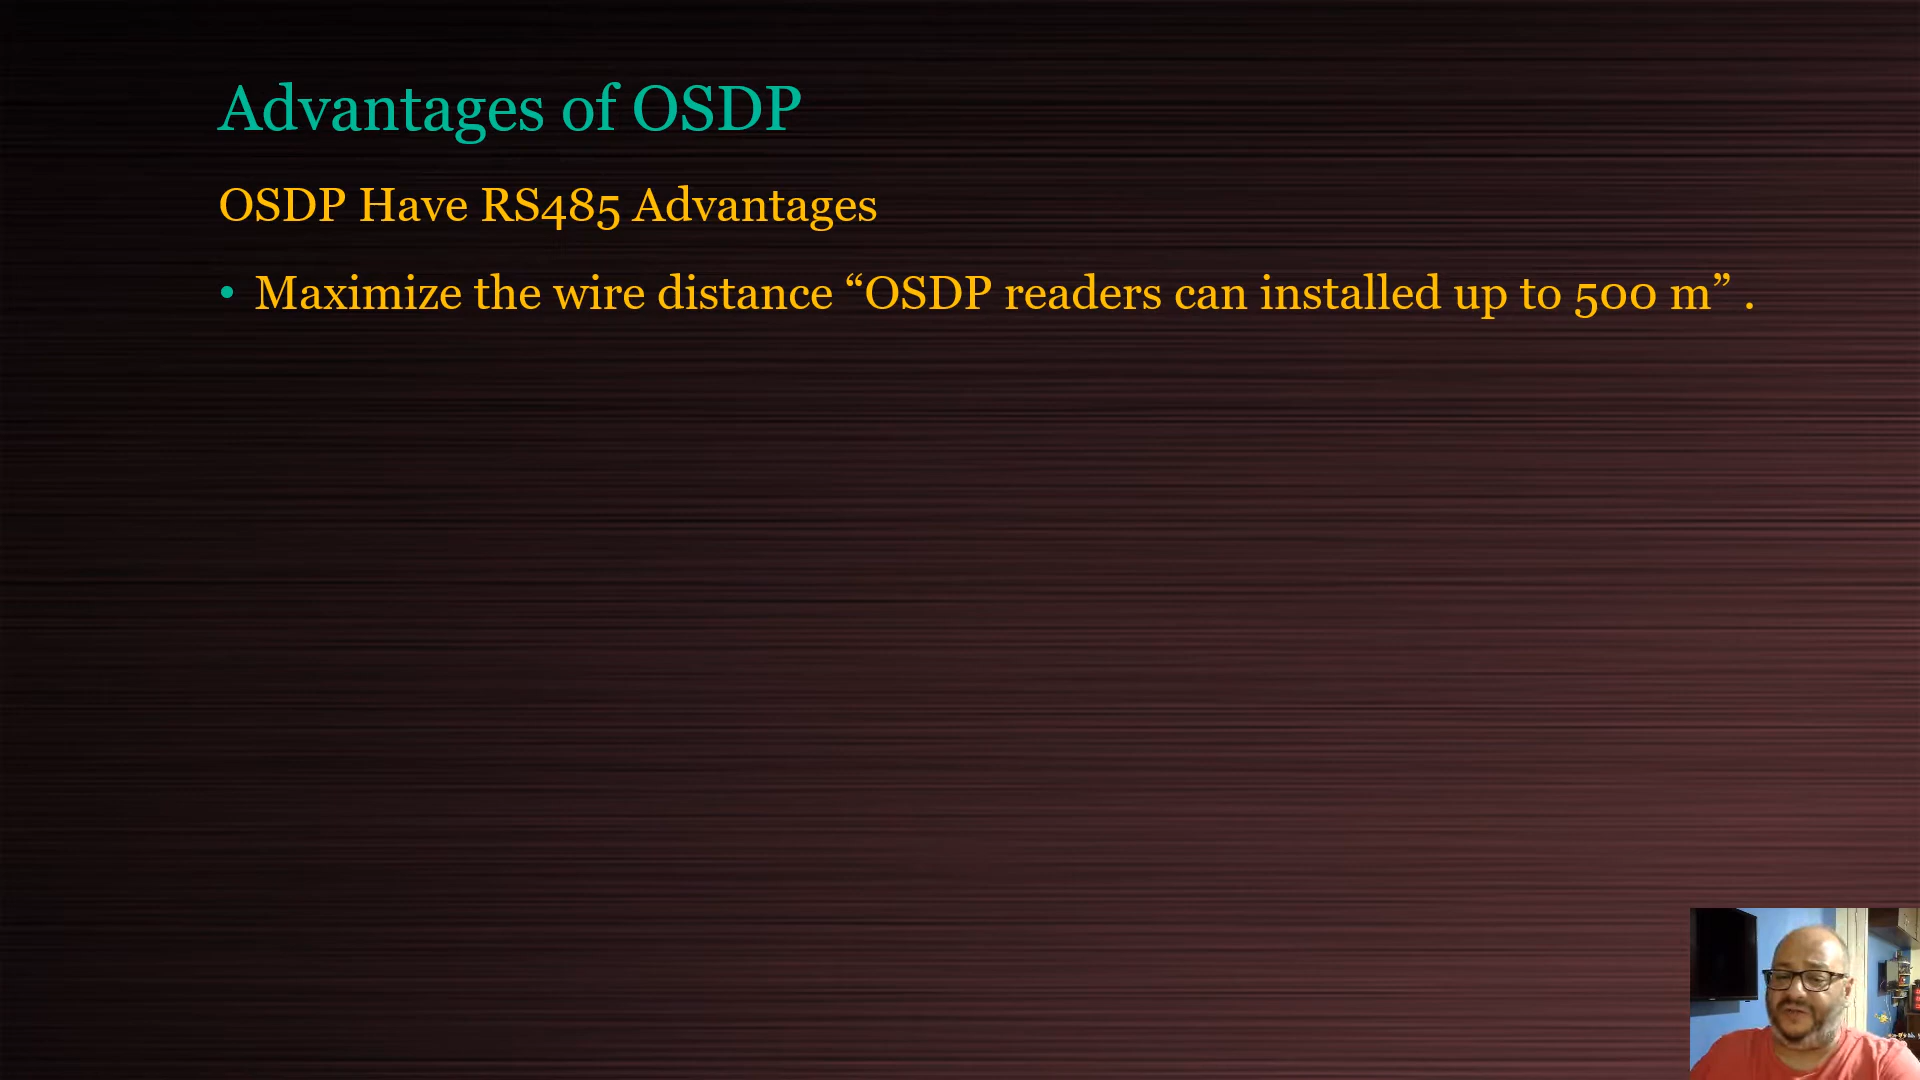 Advantages of OSDP
OSDP Have RS485 Advantages
• Maximize the wire distance “OSDP readers can installed up to 500 m” .